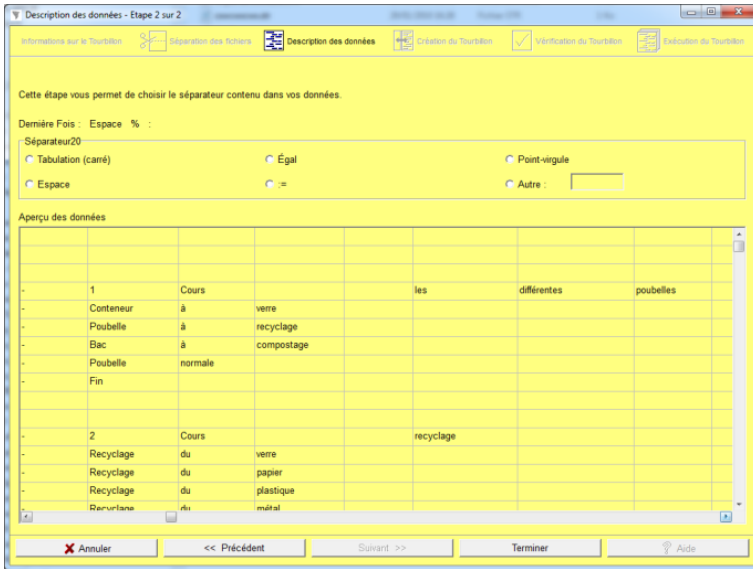 Description des données - Etape 2 sur 2
Informations sur le Tourbillon Séparation des fichiers Description des données Création du Tourbillon Vérification du Tourbillon Exécution du Tourbillon
Cette étape vous permet de choisir le séparateur contenu dans vos données.
Dernière Fois : Espace % :
Séparateur20
Tabulation (carré) Égal Point-virgule
Espace := Autre :
Aperçu des données
- 1 Cours les différentes poubelles
- Conteneur à verre
- Poubelle à recyclage
- Bac à compostage
- Poubelle normale
- Fin
- 2 Cours recyclage
- Recyclage du verre
- Recyclage du papier
- Recyclage du plastique
- Recyclage du métal
Annuler << Précédent Suivant >> Terminer Aide